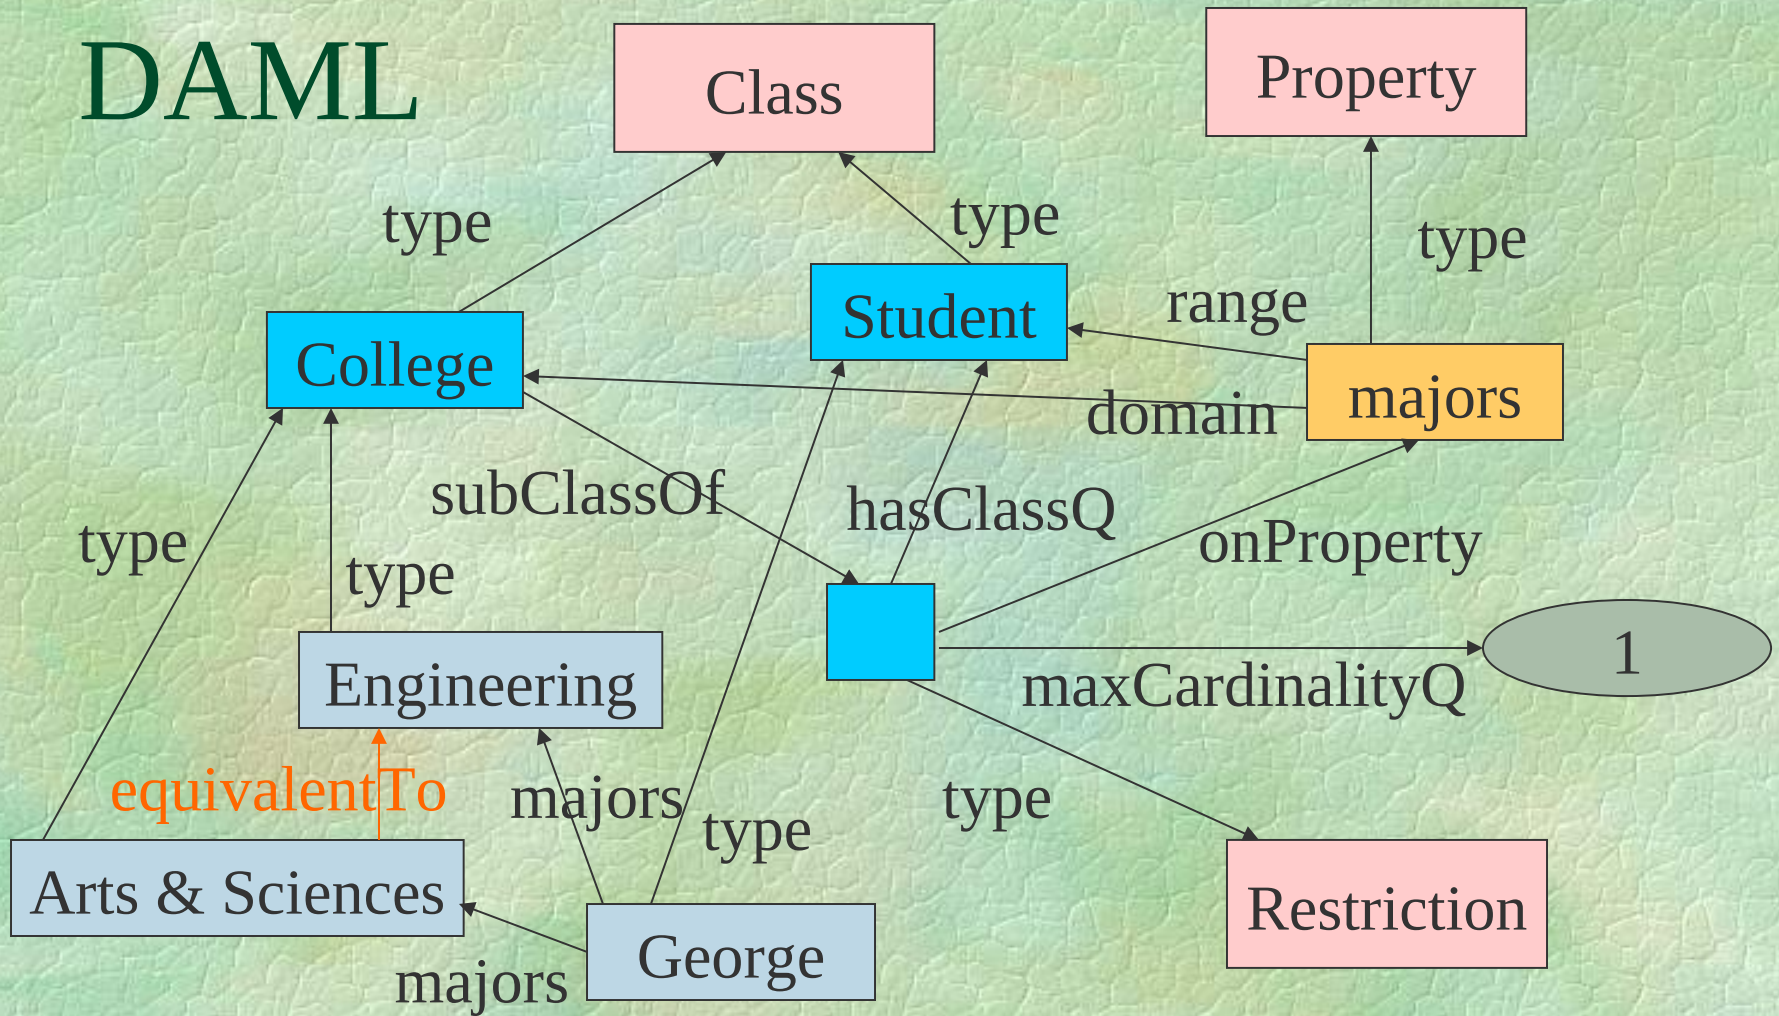 DAML
Class
Property
type
type
type
Student
range
College
majors
domain
subClassOf
hasClassQ
onProperty
type
type
1
Engineering
maxCardinalityQ
equivalentTo
majors
type
type
Arts & Sciences
Restriction
George
majors